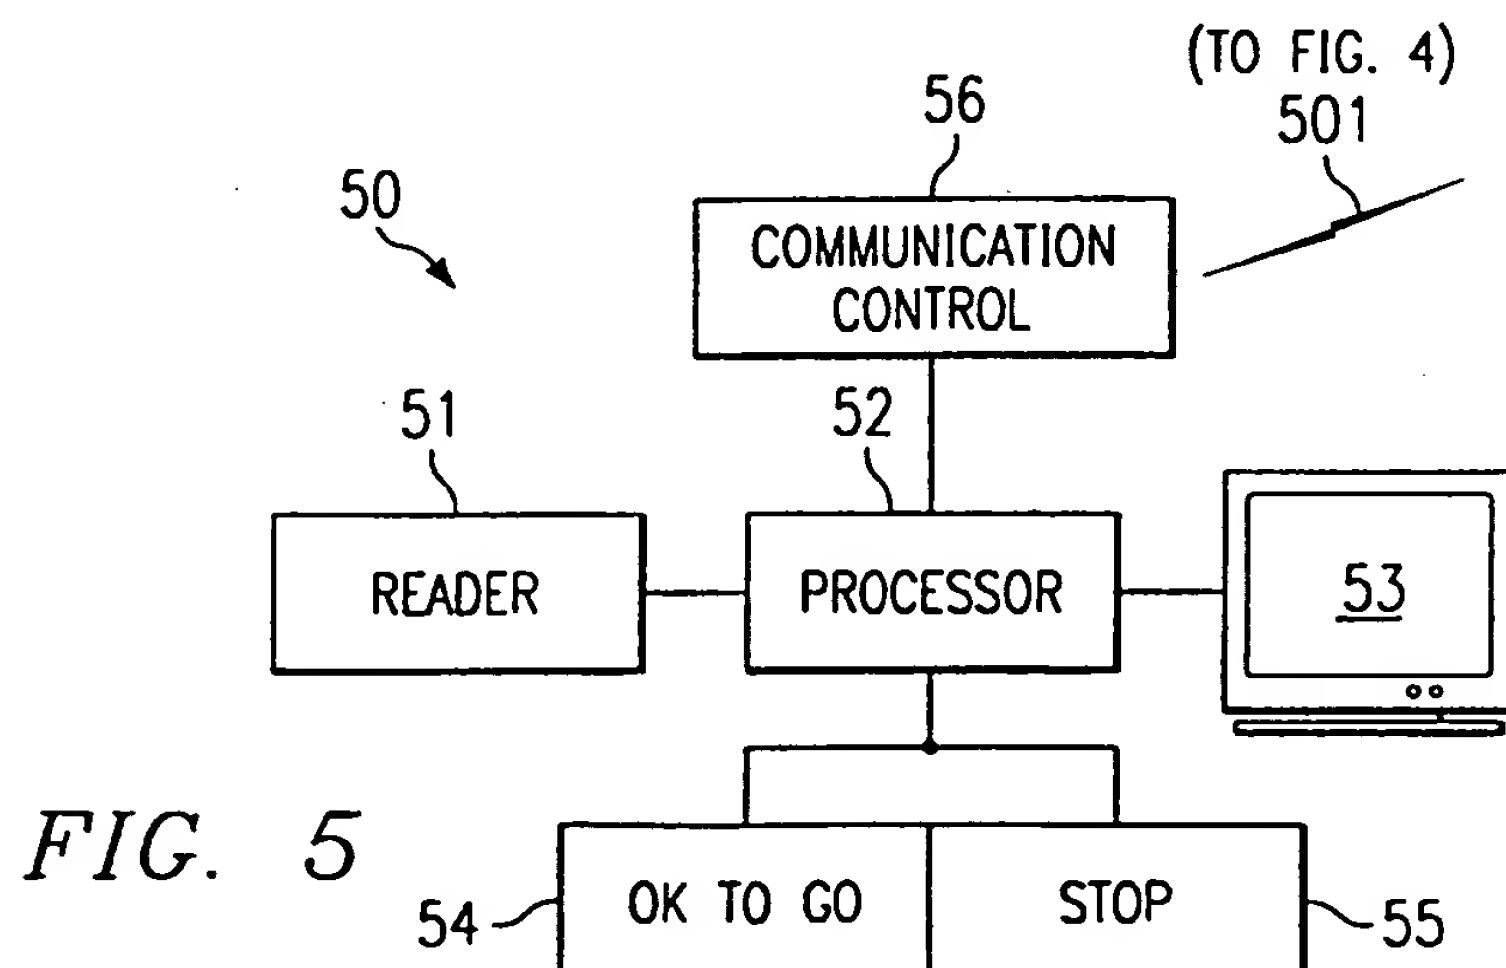 (TO FIG. 4)
501
56
50
COMMUNICATION
CONTROL
51
52
READER
PROCESSOR
53
FIG. 5
54
OK TO GO
STOP
55